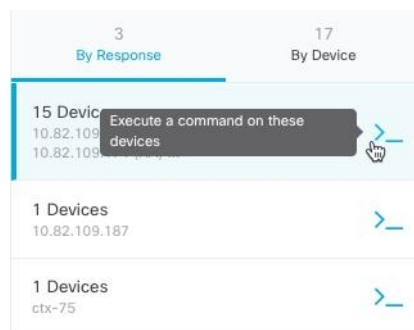 3
By Response
17
By Device
15 Devic
Execute a command on these
devices
10.82.109
10.82.109
1 Devices
10.82.109.187
1 Devices
ctx-75